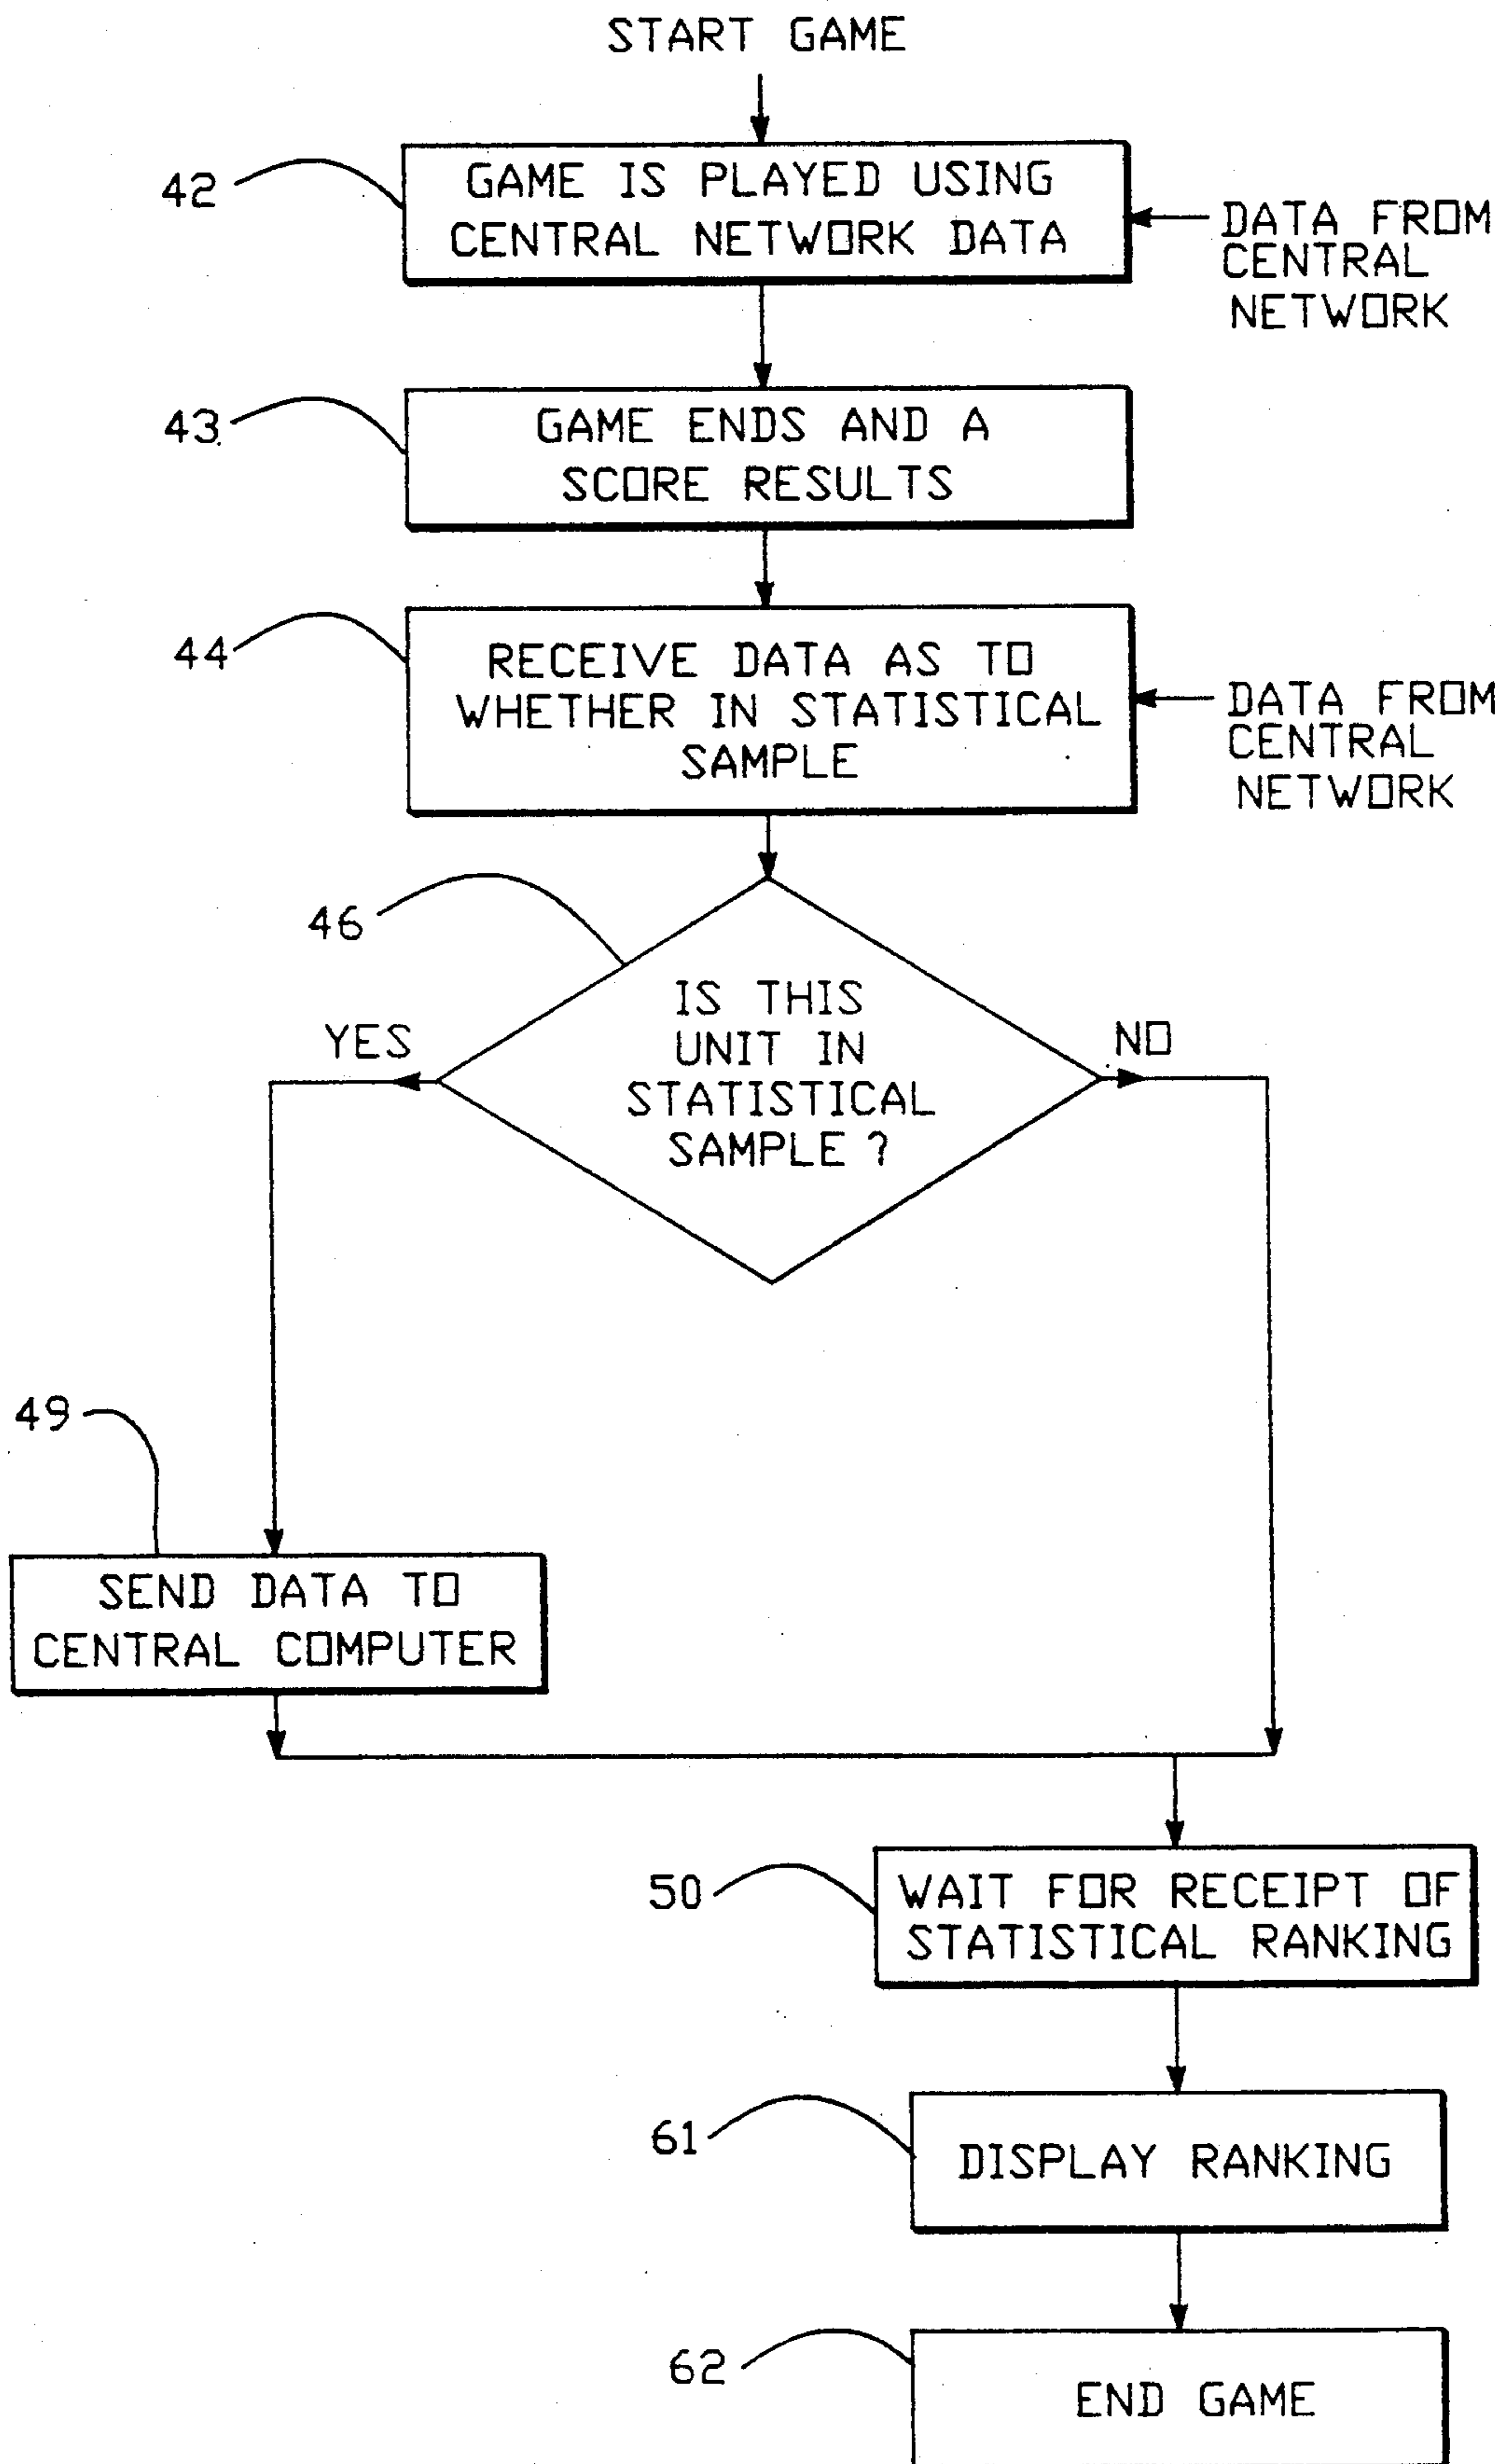 START GAME
42
GAME IS PLAYED USING
CENTRAL NETWORK DATA
DATA FROM
CENTRAL
NETWORK
43
GAME ENDS AND A
SCORE RESULTS
44
RECEIVE DATA AS TO
WHETHER IN STATISTICAL
SAMPLE
DATA FROM
CENTRAL
NETWORK
46
IS THIS
UNIT IN
STATISTICAL
SAMPLE ?
YES
NO
49
SEND DATA TO
CENTRAL COMPUTER
50
WAIT FOR RECEIPT OF
STATISTICAL RANKING
61
DISPLAY RANKING
62
END GAME